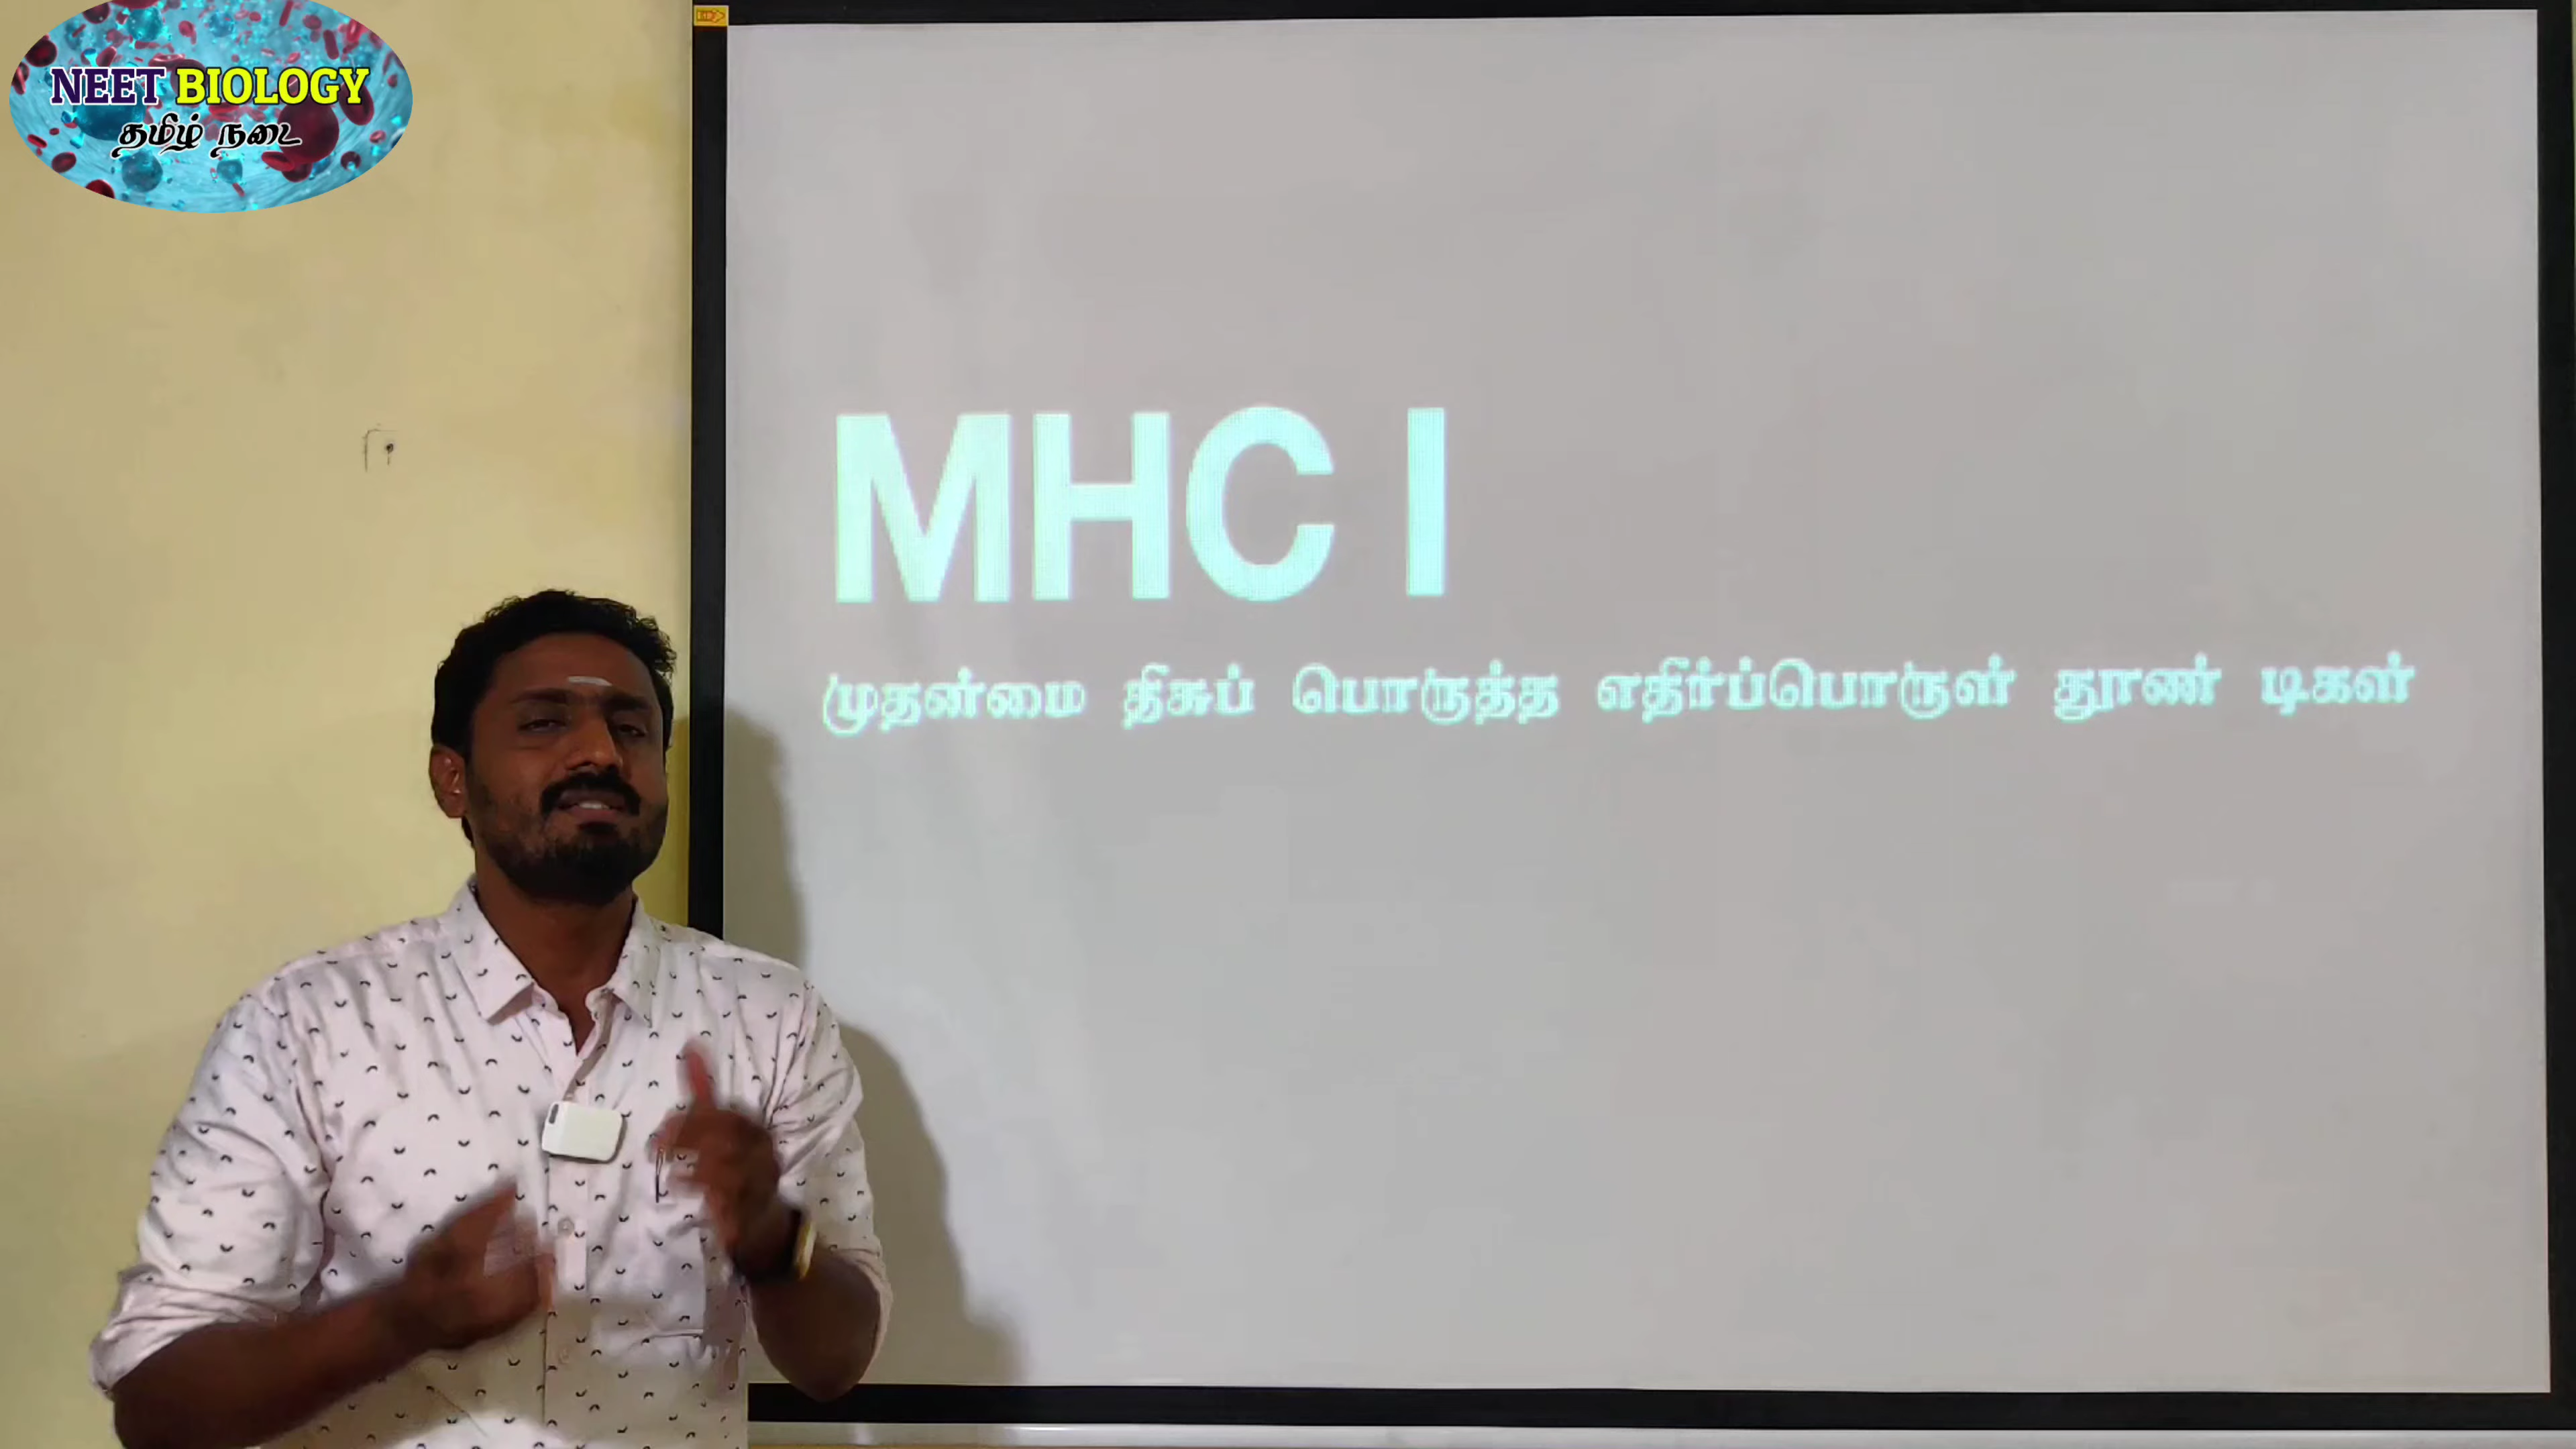 NEET BIOLOGY
தமிழ் நடை
MHC I
முதன்மை திசுப் பொருத்த எதிர்ப்பொருள் தூண் டிகள்